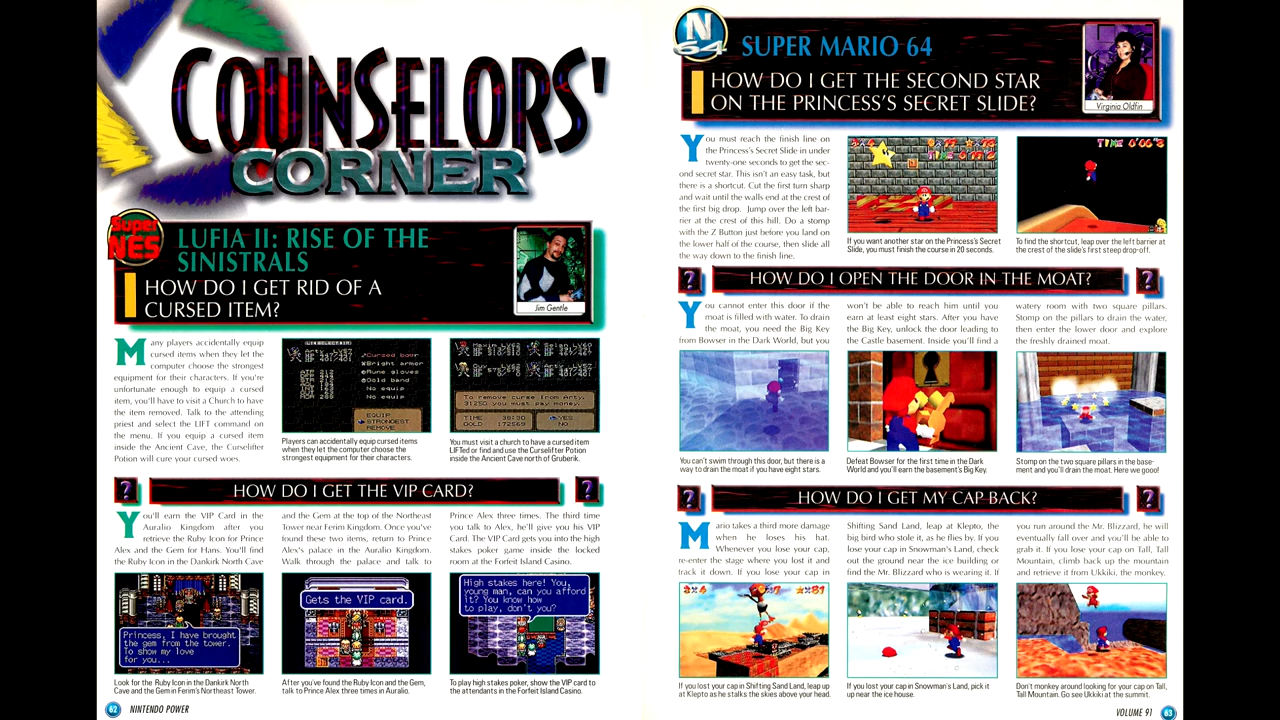 COUNSELORS'
CORNER
Super
NES
LUFIA II: RISE OF THE
SINISTRALS
HOW DO I GET RID OF A
CURSED ITEM?
Jim Gentle
Many players accidentally equip
cursed items when they let the
computer choose the strongest
equipment for their characters. If you're
unfortunate enough to equip a cursed
item, you'll have to visit a Church to have
the item removed. Talk to the attending
priest and select the LIFT command on
the menu. If you equip a cursed item
inside the Ancient Cave, the Curselifter
Potion will cure your cursed woes.
Cursed bow
Bright armor
Rune gloves
Gold band
No equip
No equip
EQUIP
STRONGEST
REMOVE
Players can accidentally equip cursed items
when they let the computer choose the
strongest equipment for their characters.
To remove curse from Arty,
31250 you must pay money.
TIME 38:30
GOLD 172569
YES
NO
You must visit a church to have a cursed item
LIFTed or find and use the Curselifter Potion
inside the Ancient Cave north of Gruberik.
?
HOW DO I GET THE VIP CARD?
?
You'll earn the VIP Card in the
Auralio Kingdom after you
retrieve the Ruby Icon for Prince
Alex and the Gem for Hans. You'll find
the Ruby Icon in the Dankirk North Cave
and the Gem at the top of the Northeast
Tower near Ferim Kingdom. Once you've
found these two items, return to Prince
Alex's palace in the Auralio Kingdom.
Walk through the palace and talk to
Prince Alex three times. The third time
you talk to Alex, he'll give you his VIP
Card. The VIP Card gets you into the high
stakes poker game inside the locked
room at the Forfeit Island Casino.
Princess, I have brought
the gem from the tower.
To show my love
for you...
Look for the Ruby Icon in the Dankirk North
Cave and the Gem in Ferim's Northeast Tower.
Gets the VIP card.
After you've found the Ruby Icon and the Gem,
talk to Prince Alex three times in Auralio.
High stakes here! You,
young man, can you afford
it? You know how
to play, don't you?
To play high stakes poker, show the VIP card to
the attendants in the Forfeit Island Casino.
62
NINTENDO POWER
N
64
SUPER MARIO 64
HOW DO I GET THE SECOND STAR
ON THE PRINCESS'S SECRET SLIDE?
Virginia Oldfin
You must reach the finish line on
the Princess's Secret Slide in under
twenty-one seconds to get the sec-
ond secret star. This isn't an easy task, but
there is a shortcut. Cut the first turn sharp
and wait until the walls end at the crest of
the first big drop. Jump over the left bar-
rier at the crest of this hill. Do a stomp
with the Z Button just before you land on
the lower half of the course, then slide all
the way down to the finish line.
If you want another star on the Princess's Secret
Slide, you must finish the course in 20 seconds.
TIME 0'06"3
To find the shortcut, leap over the left barrier at
the crest of the slide's first steep drop-off.
?
HOW DO I OPEN THE DOOR IN THE MOAT?
?
You cannot enter this door if the
moat is filled with water. To drain
the moat, you need the Big Key
from Bowser in the Dark World, but you
won't be able to reach him until you
earn at least eight stars. After you have
the Big Key, unlock the door leading to
the Castle basement. Inside you'll find a
watery room with two square pillars.
Stomp on the pillars to drain the water,
then enter the lower door and explore
the freshly drained moat.
You can't swim through this door, but there is a
way to drain the moat if you have eight stars.
Defeat Bowser for the first time in the Dark
World and you'll earn the basement's Big Key.
Stomp on the two square pillars in the base-
ment and you'll drain the moat. Here we gooo!
?
HOW DO I GET MY CAP BACK?
?
Mario takes a third more damage
when he loses his hat.
Whenever you lose your cap,
re-enter the stage where you lost it and
track it down. If you lose your cap in
Shifting Sand Land, leap at Klepto, the
big bird who stole it, as he flies by. If you
lose your cap in Snowman's Land, check
out the ground near the ice building or
find the Mr. Blizzard who is wearing it. If
you run around the Mr. Blizzard, he will
eventually fall over and you'll be able to
grab it. If you lose your cap on Tall, Tall
Mountain, climb back up the mountain
and retrieve it from Ukkiki, the monkey.
If you lost your cap in Shifting Sand Land, leap up
at Klepto as he stalks the skies above your head.
If you lost your cap in Snowman's Land, pick it
up near the ice house.
Don't monkey around looking for your cap on Tall,
Tall Mountain. Go see Ukkiki at the summit.
VOLUME 91
63